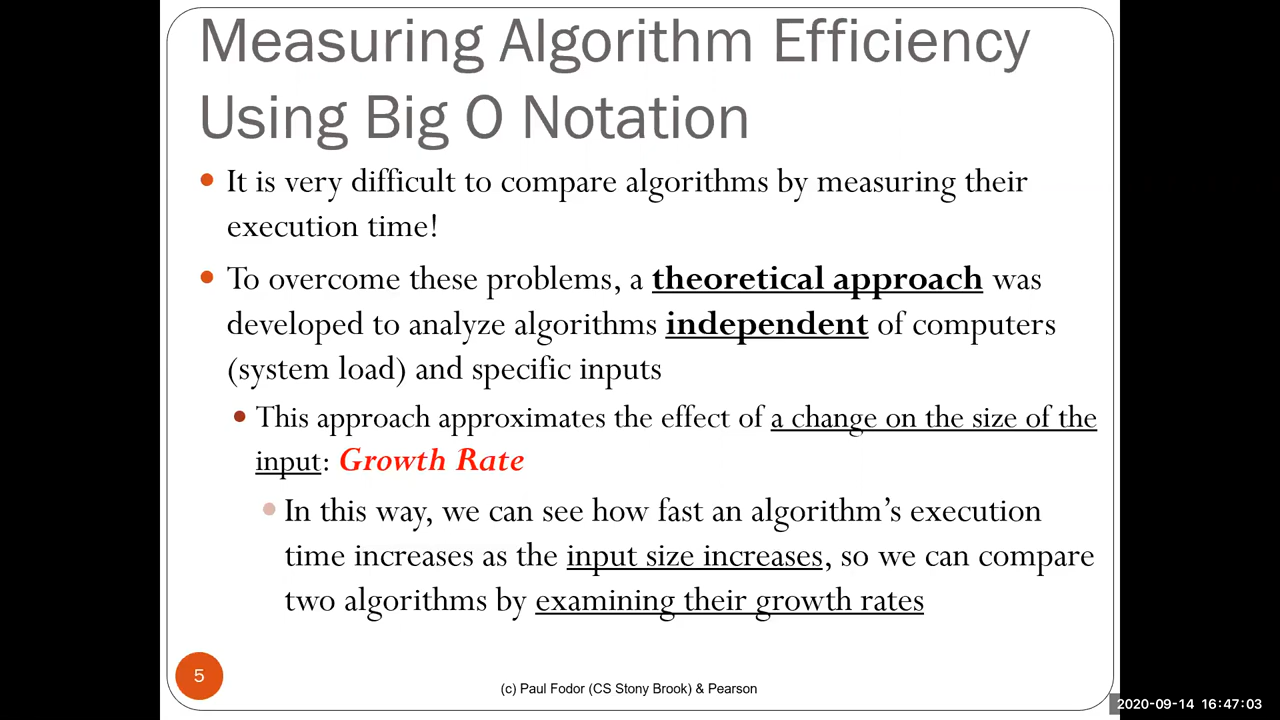 Measuring Algorithm Efficiency
Using Big O Notation
• It is very difficult to compare algorithms by measuring their
execution time!
• To overcome these problems, a theoretical approach was
developed to analyze algorithms independent of computers
(system load) and specific inputs
• This approach approximates the effect of a change on the size of the
input: Growth Rate
• In this way, we can see how fast an algorithm’s execution
time increases as the input size increases, so we can compare
two algorithms by examining their growth rates
5
(c) Paul Fodor (CS Stony Brook) & Pearson
2020-09-14 16:47:03